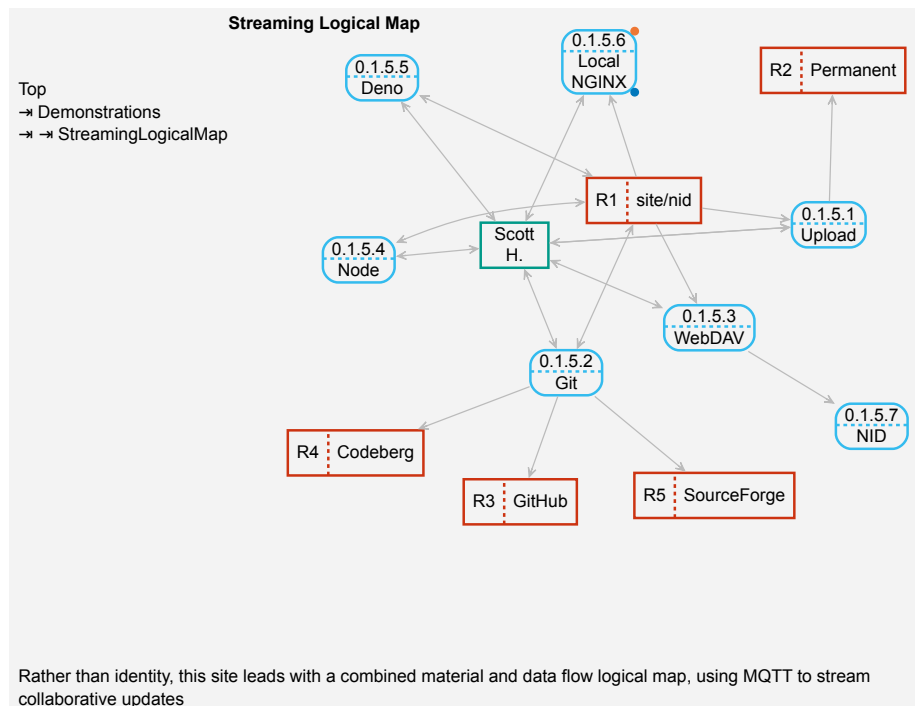 Streaming Logical Map
Top
⇥ Demonstrations
⇥ ⇥ StreamingLogicalMap
0.1.5.5
Deno
0.1.5.6
Local
NGINX
R2 Permanent
R1 site/nid
0.1.5.1
Upload
Scott
H.
0.1.5.4
Node
0.1.5.3
WebDAV
0.1.5.2
Git
0.1.5.7
NID
R4 Codeberg
R3 GitHub
R5 SourceForge
Rather than identity, this site leads with a combined material and data flow logical map, using MQTT to stream
collaborative updates